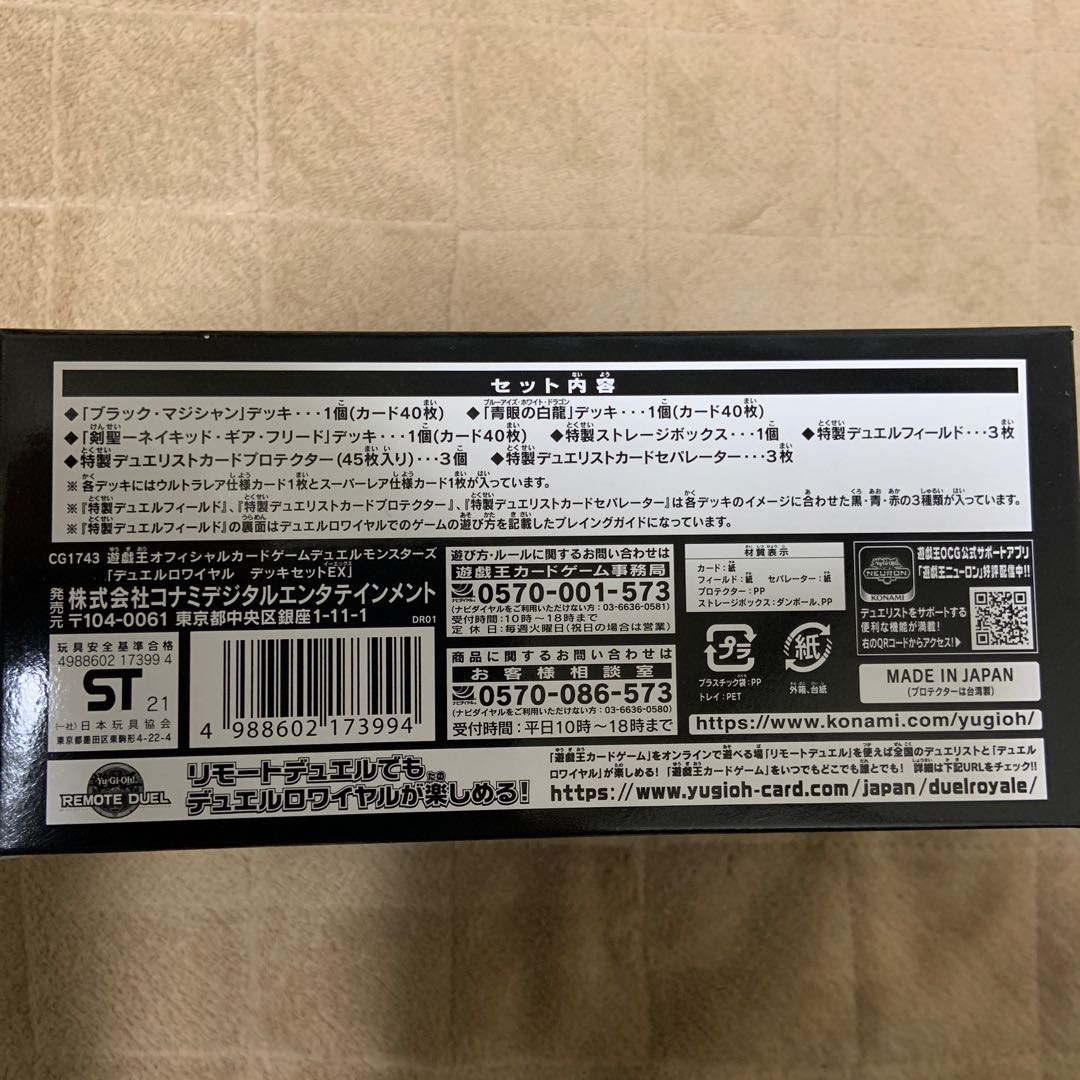 セット内容
◆「ブラック・マジシャン」デッキ・・・1個(カード40枚) ◆「青眼の白龍」デッキ・・・1個(カード40枚)
◆「剣聖ーネイキッド・ギア・フリード」デッキ・・・1個(カード40枚) ◆特製ストレージボックス・・・1個 ◆特製デュエルフィールド・・・3枚
◆特製デュエリストカードプロテクター(45枚入り)・・・3個 ◆特製デュエリストカードセパレーター・・・3枚
※各デッキにはウルトラレア仕様カード1枚とスーパーレア仕様カード1枚が入っています。
※『特製デュエルフィールド』、『特製デュエリストカードプロテクター』、『特製デュエリストカードセパレーター』は各デッキのイメージに合わせた黒・青・赤の3種類が入っています。
※『特製デュエルフィールド』の裏面はデュエルロワイヤルでのゲームの遊び方を記載したプレイングガイドになっています。
CG1743 遊戯王オフィシャルカードゲームデュエルモンスターズ
「デュエルロワイヤル デッキセットEX」
発売元 株式会社コナミデジタルエンタテインメント
〒104-0061 東京都中央区銀座1-11-1
DR01
玩具安全基準合格
4988602 17399 4
ST 21
(一社)日本玩具協会
東京都墨田区東駒形4-22-4
4 988602 173994
遊び方・ルールに関するお問い合わせは
遊戯王カードゲーム事務局
ナビダイヤル 0570-001-573
(ナビダイヤルをご利用いただけない方:03-6636-0581)
受付時間:10時〜18時まで
定休日:毎週火曜日(祝日の場合は営業)
商品に関するお問い合わせは
お客様相談室
ナビダイヤル 0570-086-573
(ナビダイヤルをご利用いただけない方:03-6636-0580)
受付時間:平日10時〜18時まで
材質表示
カード:紙
フィールド:紙 セパレーター:紙
プロテクター:PP
ストレージボックス:ダンボール、PP
プラ
プラスチック袋:PP
トレイ:PET
紙
外箱、台紙
Yu-Gi-Oh!
NEURON
KONAMI
遊戯王OCG公式サポートアプリ
「遊戯王ニューロン」好評配信中!!
デュエリストをサポートする
便利な機能が満載!
右のQRコードからアクセス!
MADE IN JAPAN
(プロテクターは台湾製)
https://www.konami.com/yugioh/
Yu-Gi-Oh!
REMOTE DUEL
リモートデュエルでも
デュエルロワイヤルが楽しめる!
「遊戯王カードゲーム」をオンラインで遊べる場「リモートデュエル」を使えば全国のデュエリストと「デュエル
ロワイヤル」が楽しめる!「遊戯王カードゲーム」をいつでもどこでも誰とでも! 詳細は下記URLをチェック!!
https://www.yugioh-card.com/japan/duelroyale/